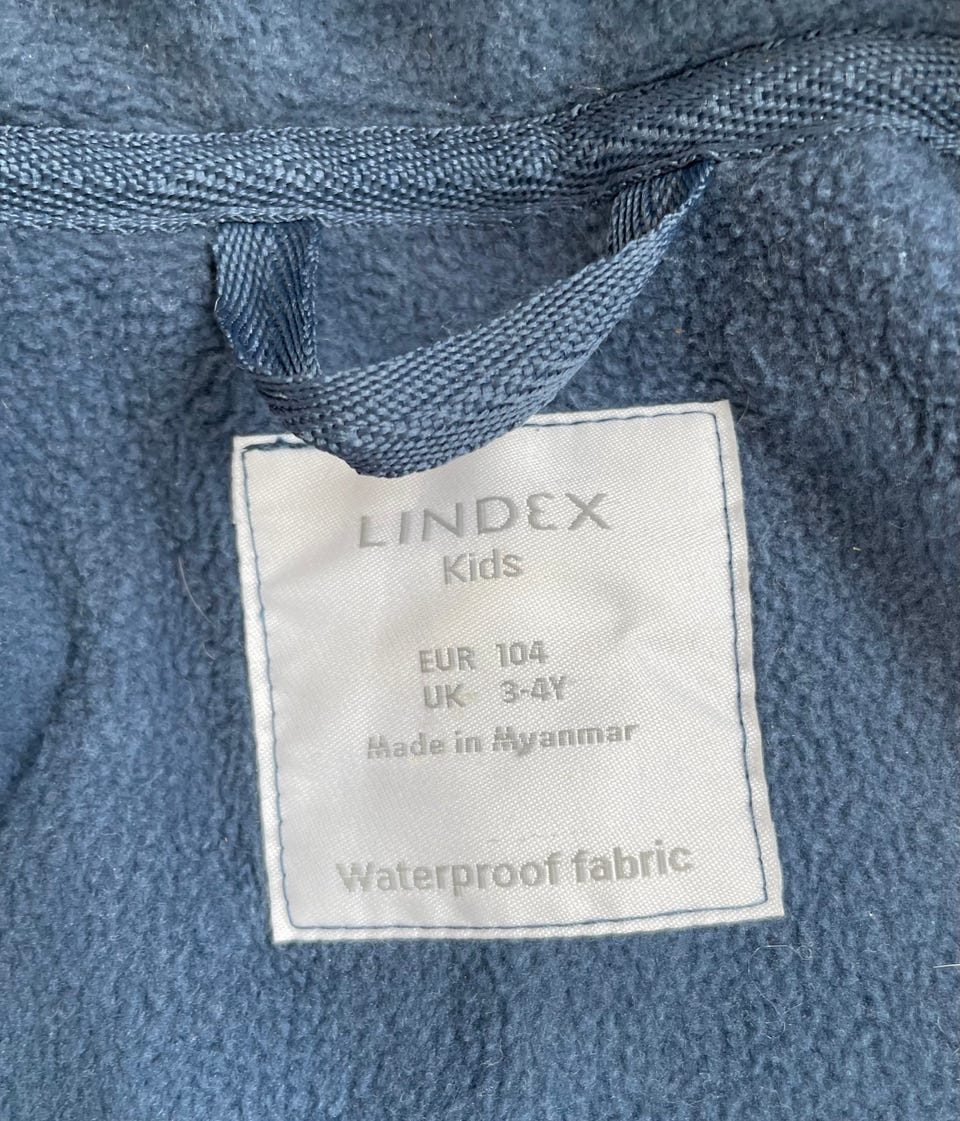 LINDEX
Kids
EUR 104
UK 3-4Y
Made in Myanmar
Waterproof fabric